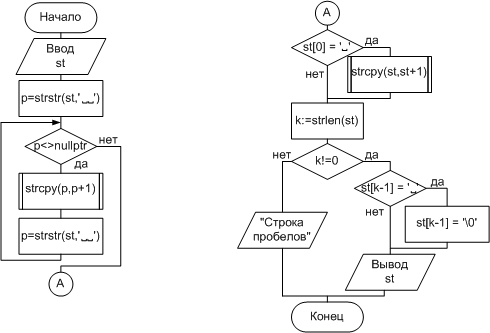 Начало
Ввод
st
p=strstr(st,'␣␣')
p<>nullptr
нет
да
strcpy(p,p+1)
p=strstr(st,'␣␣')
A
A
st[0] = '␣'
да
нет
strcpy(st,st+1)
k:=strlen(st)
нет
k!=0
да
st[k-1] = '␣'
да
нет
"Строка
пробелов"
st[k-1] = '\0'
Вывод
st
Конец